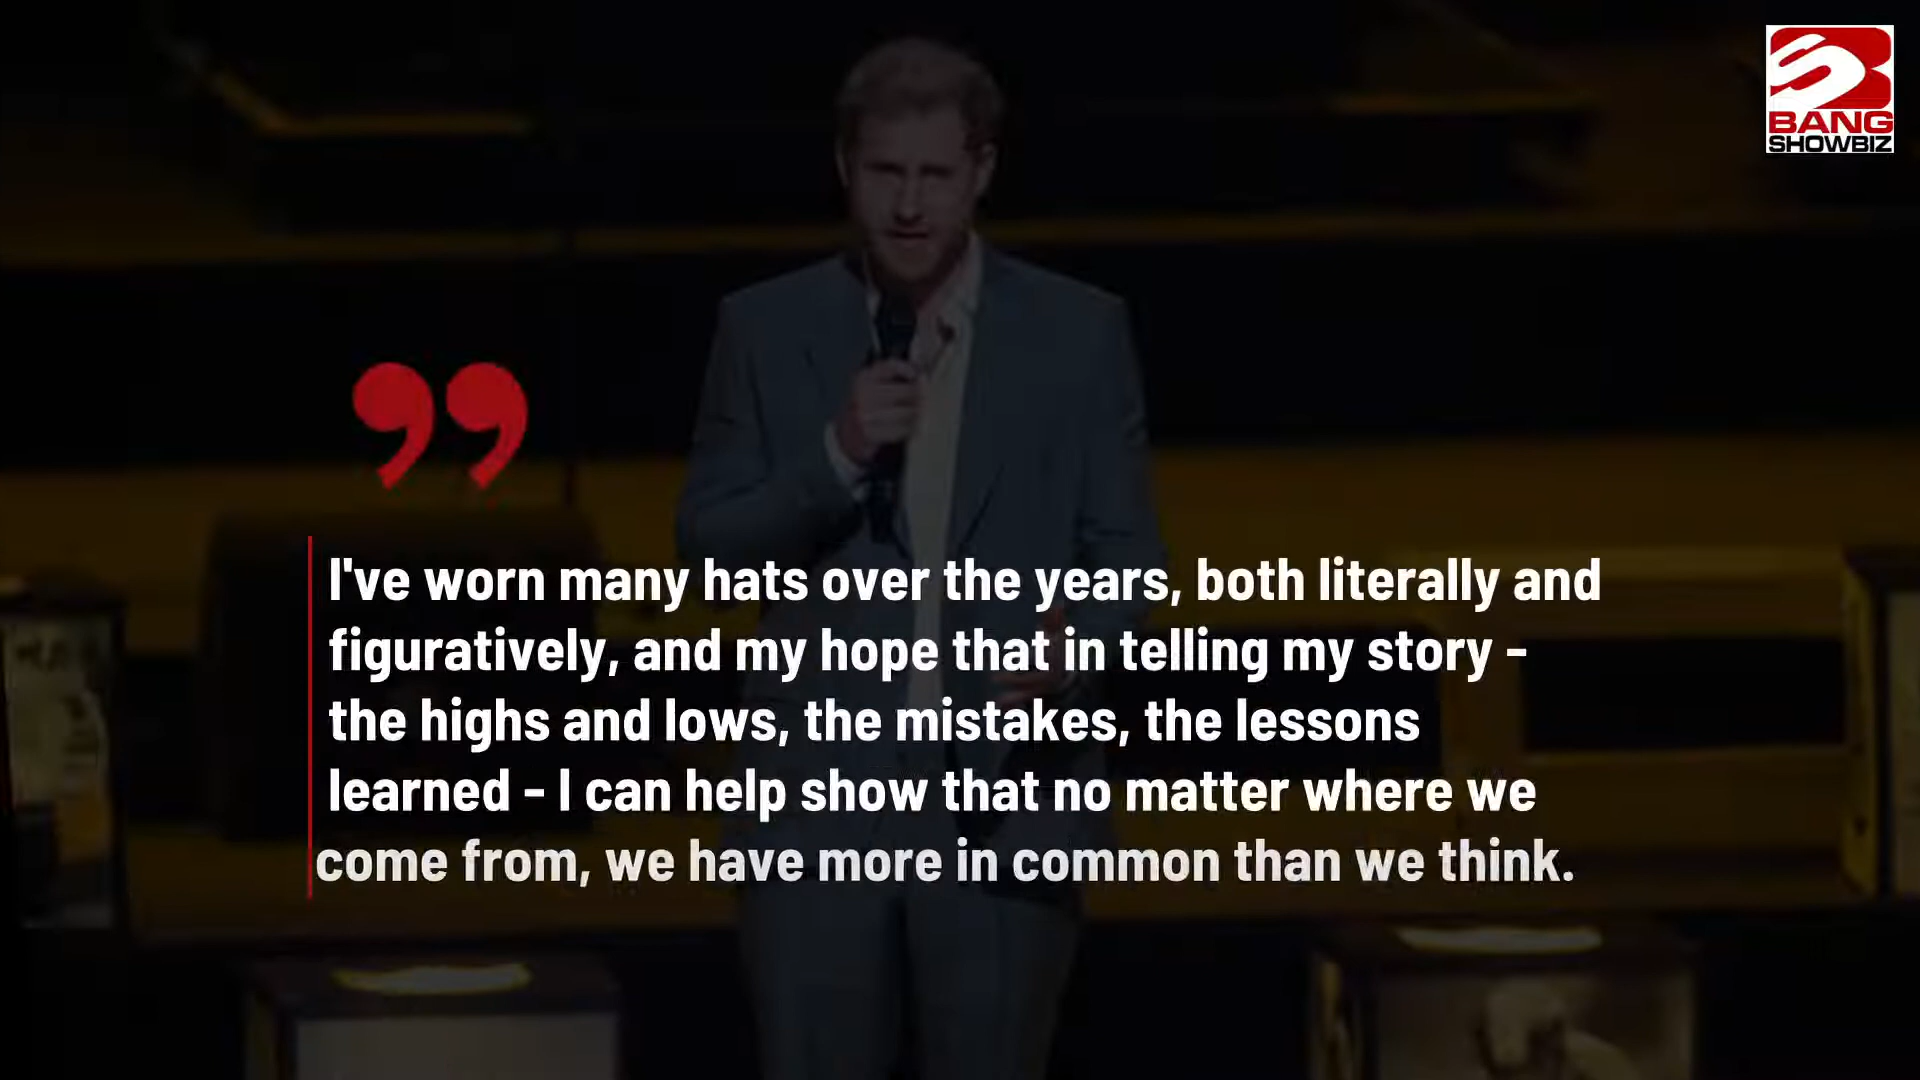 BANG
SHOWBIZ
”
I've worn many hats over the years, both literally and
figuratively, and my hope that in telling my story -
the highs and lows, the mistakes, the lessons
learned - I can help show that no matter where we
come from, we have more in common than we think.